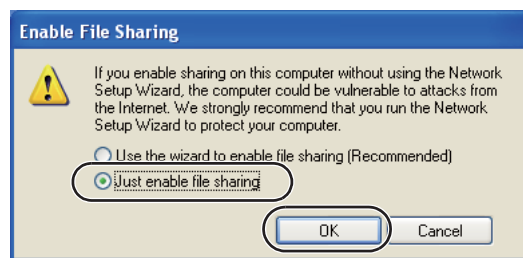 Enable File Sharing
If you enable sharing on this computer without using the Network
Setup Wizard, the computer could be vulnerable to attacks from
the Internet. We strongly recommend that you run the Network
Setup Wizard to protect your computer.
Use the wizard to enable file sharing (Recommended)
Just enable file sharing
OK Cancel